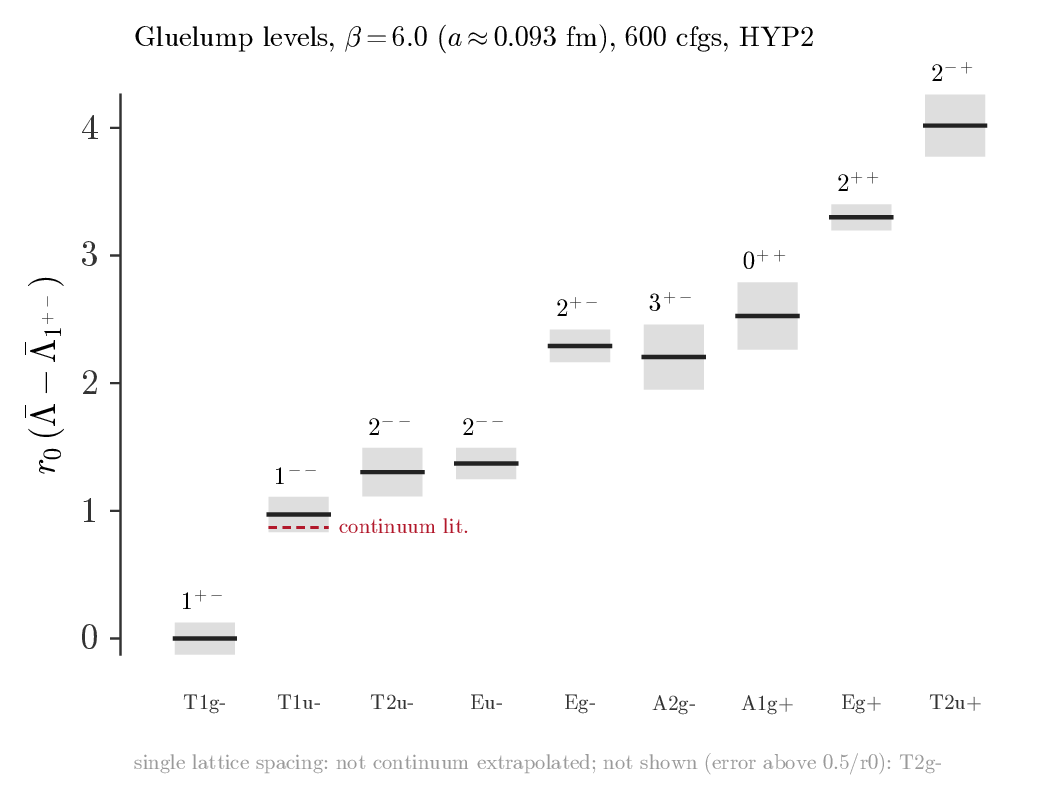 Gluelump levels, β=6.0 (a≈0.093 fm), 600 cfgs, HYP2
r₀(Λ̄ − Λ̄₁⁺⁻)
4
3
2
1
0
1⁺⁻
1⁻⁻
2⁻⁻
2⁻⁻
2⁺⁻
3⁺⁻
0⁺⁺
2⁺⁺
2⁻⁺
continuum lit.
T1g- T1u- T2u- Eu- Eg- A2g- A1g+ Eg+ T2u+
single lattice spacing: not continuum extrapolated; not shown (error above 0.5/r0): T2g-